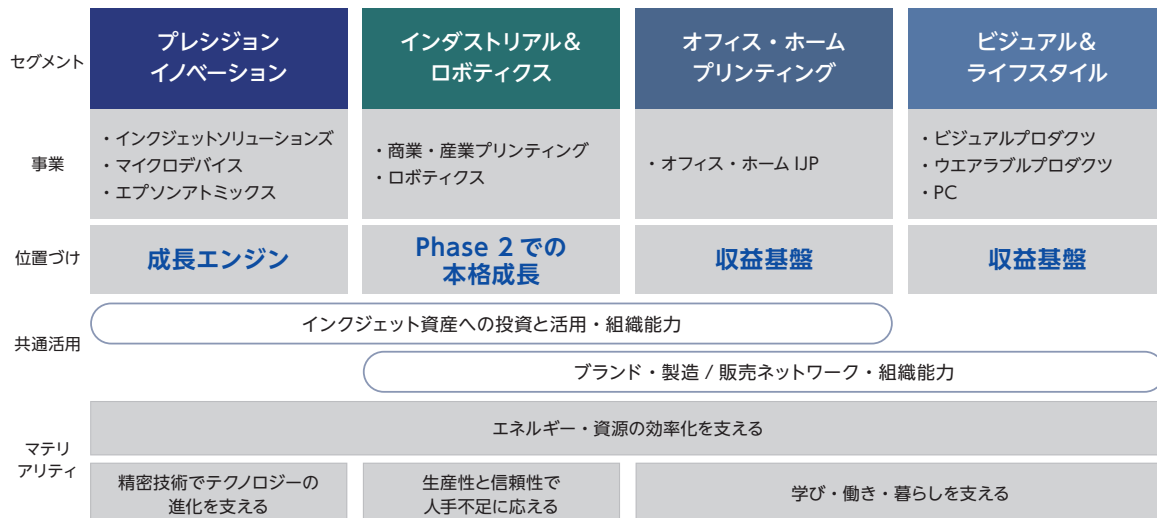 セグメント
プレシジョン
イノベーション
インダストリアル&
ロボティクス
オフィス・ホーム
プリンティング
ビジュアル&
ライフスタイル
事業
・インクジェットソリューションズ
・マイクロデバイス
・エプソンアトミックス
・商業・産業プリンティング
・ロボティクス
・オフィス・ホーム IJP
・ビジュアルプロダクツ
・ウエアラブルプロダクツ
・PC
位置づけ
成長エンジン
Phase 2 での
本格成長
収益基盤
収益基盤
共通活用
インクジェット資産への投資と活用・組織能力
ブランド・製造 / 販売ネットワーク・組織能力
マテリ
アリティ
エネルギー・資源の効率化を支える
精密技術でテクノロジーの
進化を支える
生産性と信頼性で
人手不足に応える
学び・働き・暮らしを支える